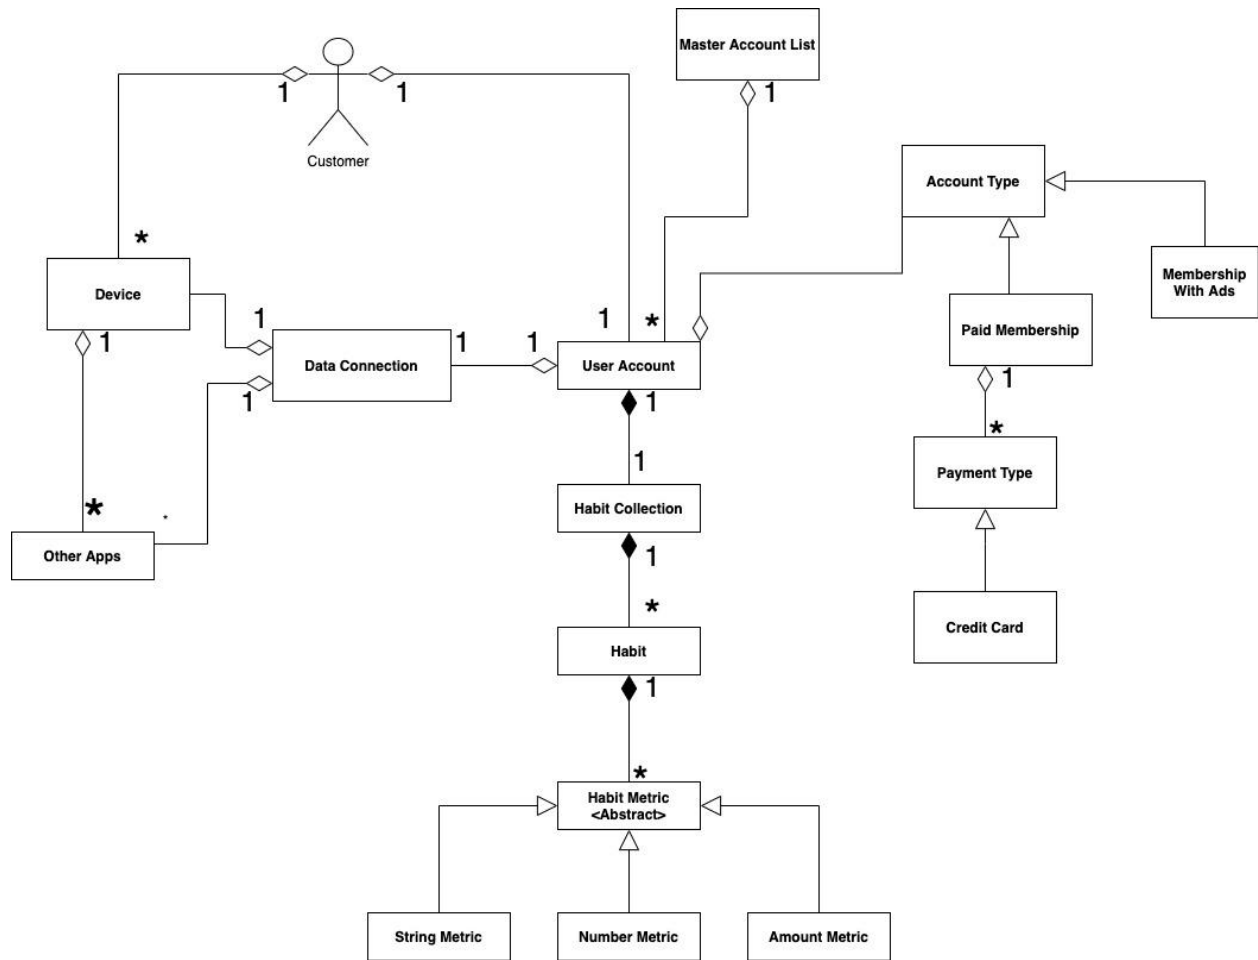 Master Account List
1
1
1
Customer
Account Type
*
Membership
With Ads
Device
1
1
*
Paid Membership
1
1
1
Data Connection
User Account
1
1
1
*
Payment Type
1
*
*
Habit Collection
Other Apps
1
Credit Card
*
Habit
1
*
Habit Metric
<Abstract>
String Metric
Number Metric
Amount Metric